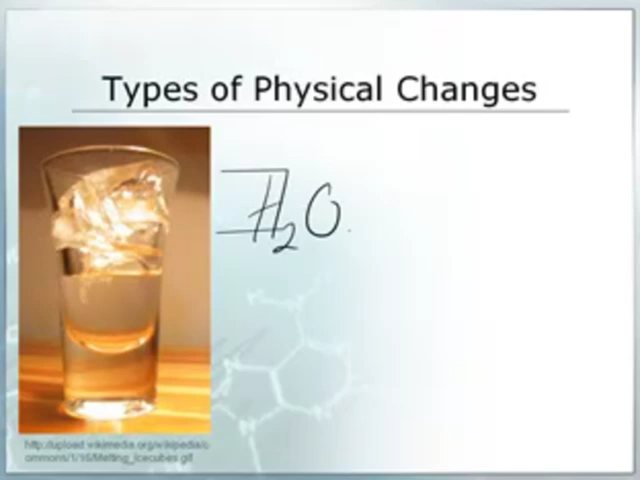 Types of Physical Changes
H₂O
http://upload.wikimedia.org/wikipedia/c
ommons/1/16/Melting_icecubes.gif